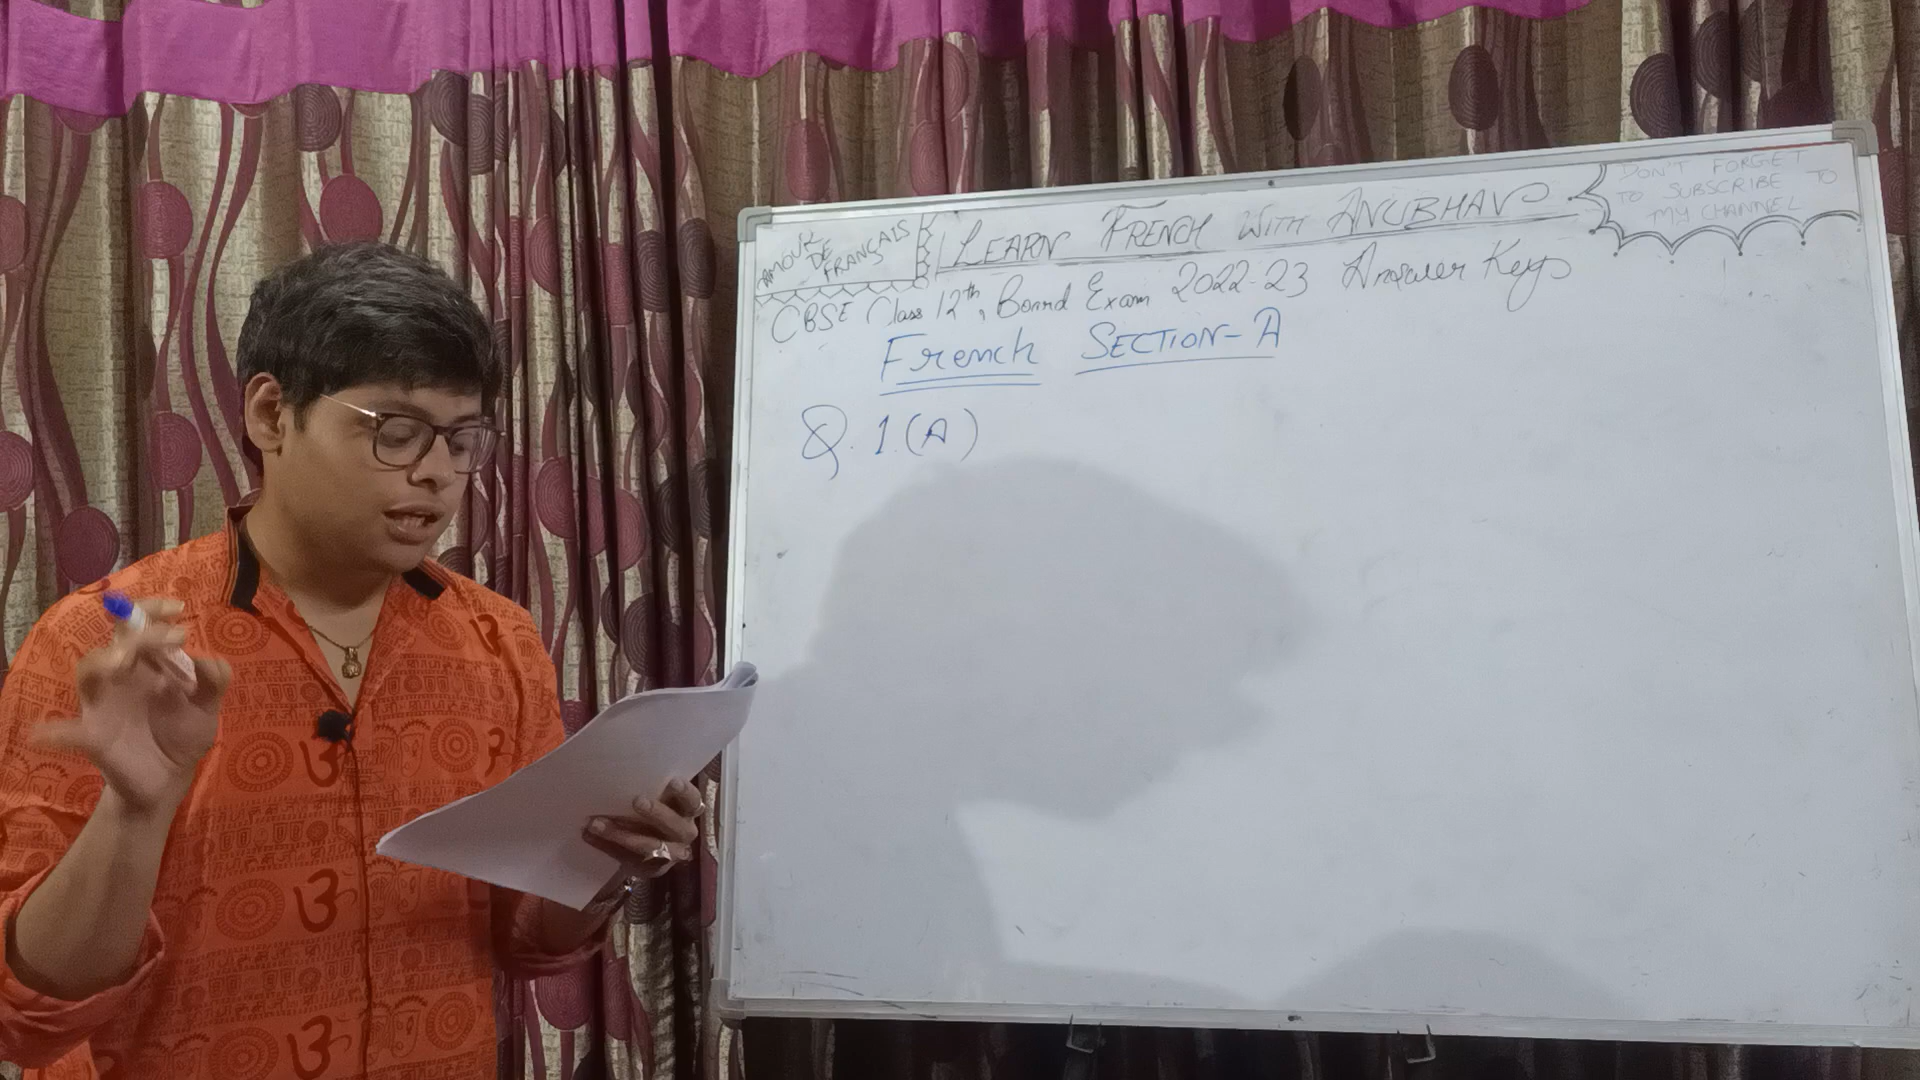 AMOUR
DE
FRANÇAIS
LEARN FRENCH WITH ANUBHAV
DON'T FORGET
TO SUBSCRIBE TO
MY CHANNEL
CBSE Class 12th, Board Exam 2022-23 Answer Keys
French SECTION-A
Q. 1.(A)